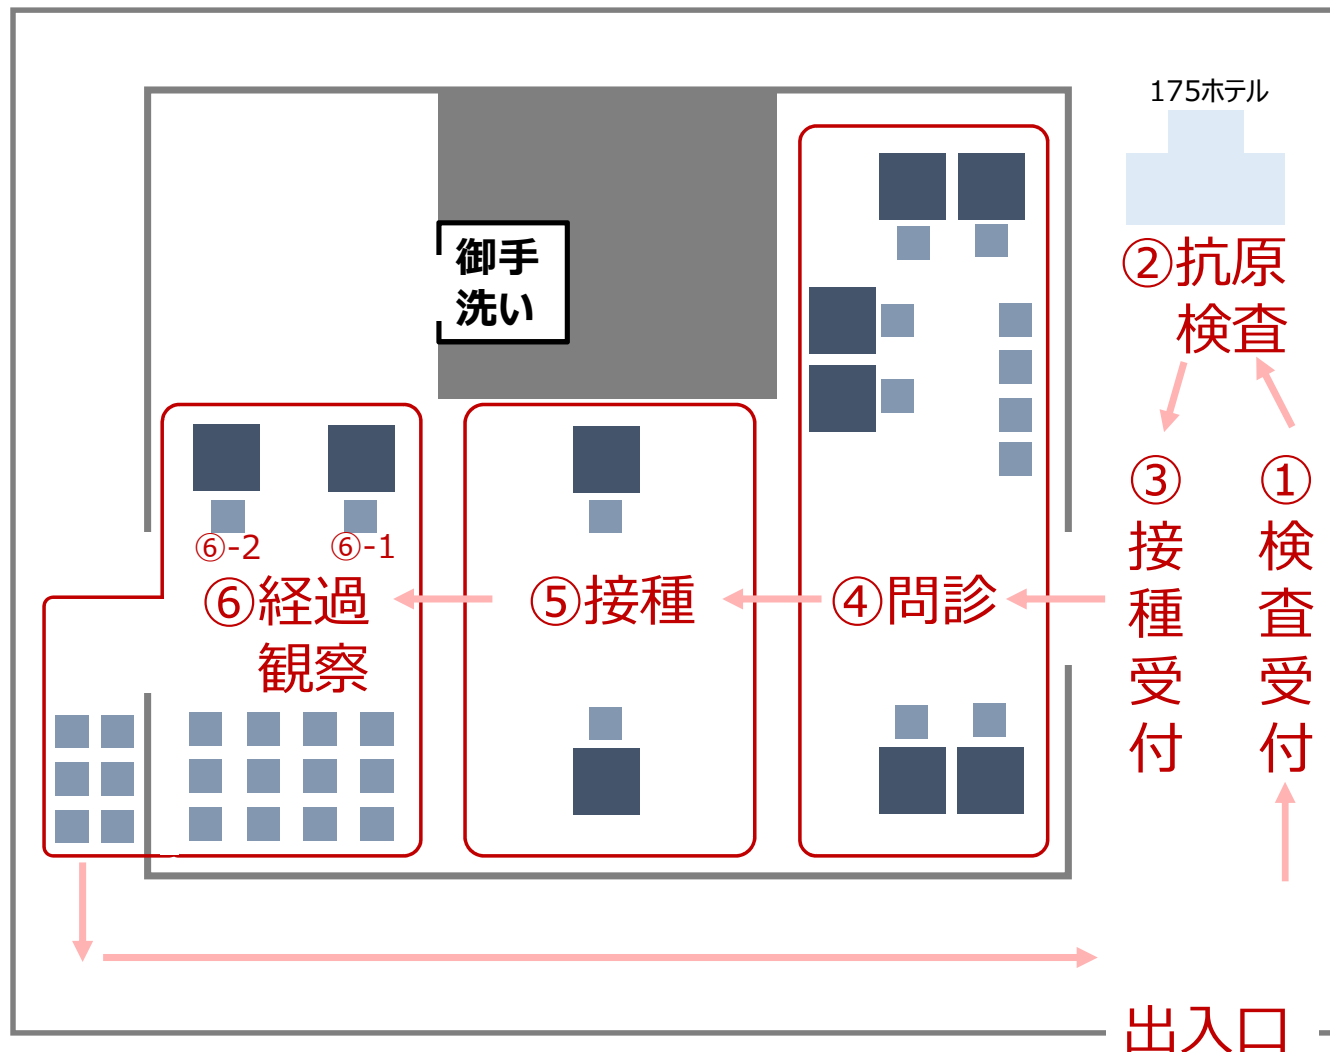 175ホテル
②抗原
検査
御手
洗い
③
接
種
受
付
①
検
査
受
付
⑥-2
⑥-1
⑥経過
観察
⑤接種
④問診
出入口